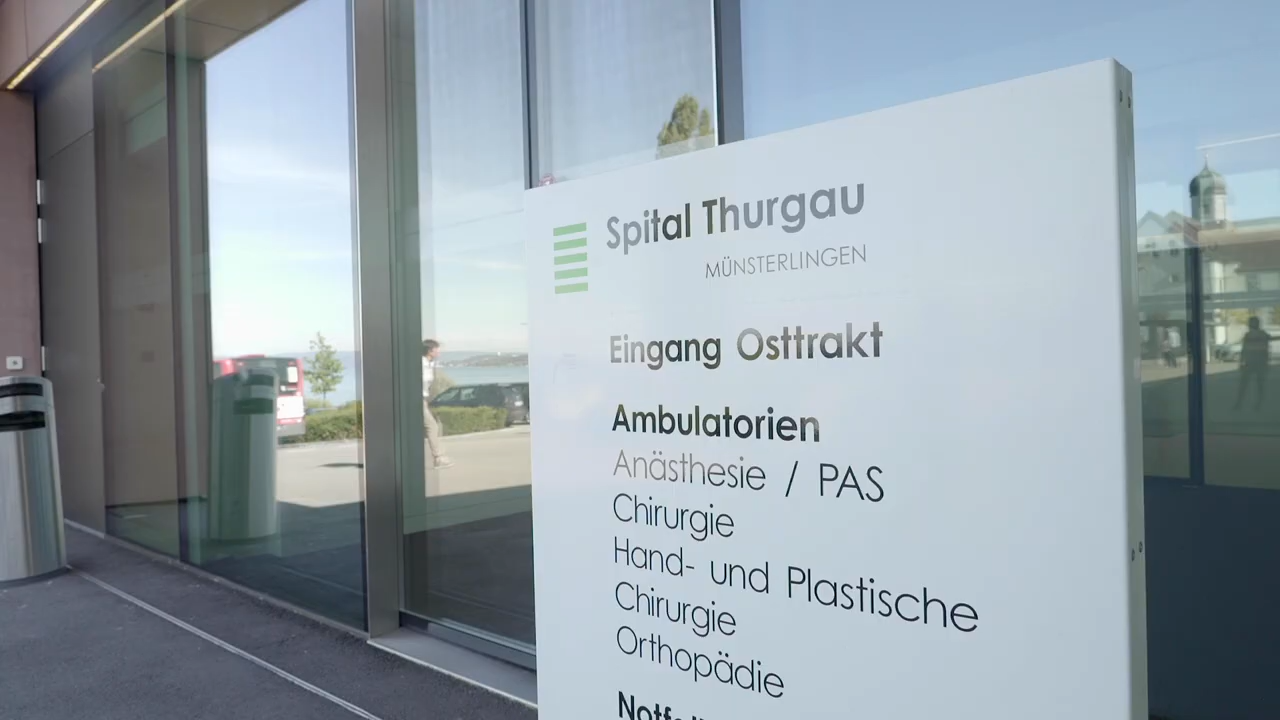 Spital Thurgau
MÜNSTERLINGEN
Eingang Osttrakt
Ambulatorien
Anästhesie / PAS
Chirurgie
Hand- und Plastische
Chirurgie
Orthopädie